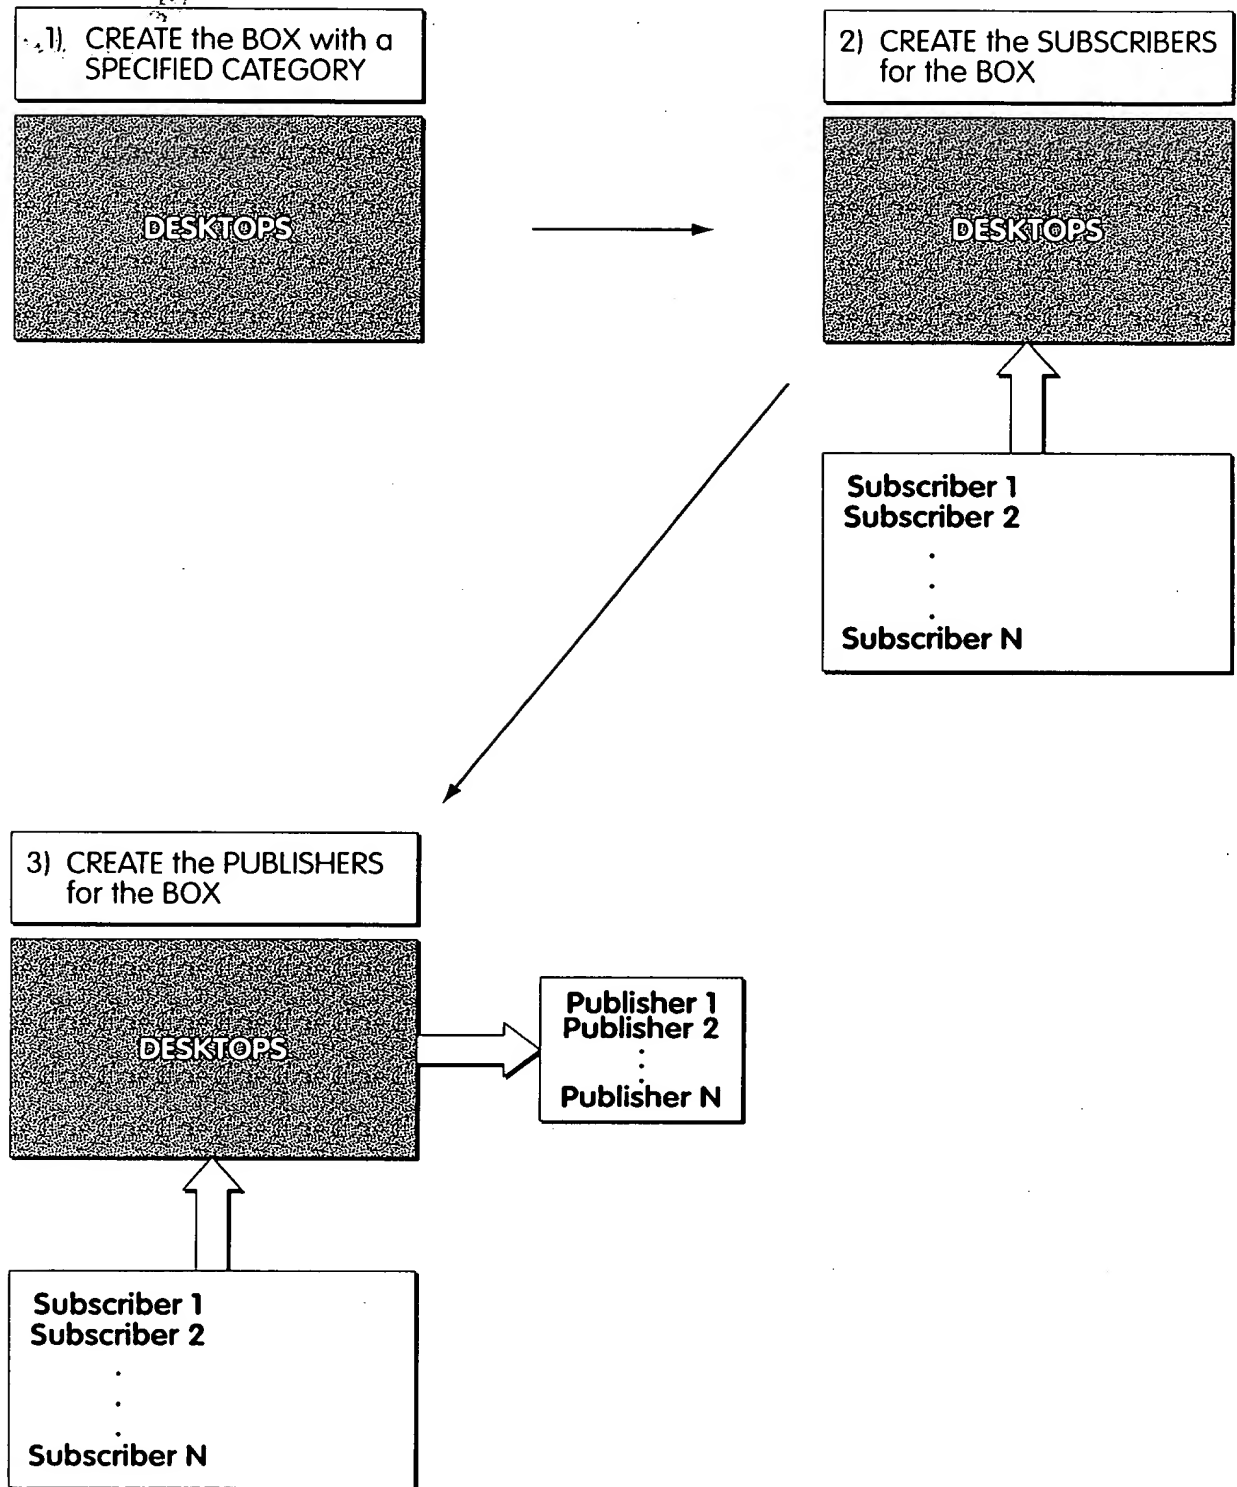 1) CREATE the BOX with a
SPECIFIED CATEGORY
DESKTOPS
2) CREATE the SUBSCRIBERS
for the BOX
DESKTOPS
Subscriber 1
Subscriber 2
.
.
.
Subscriber N
3) CREATE the PUBLISHERS
for the BOX
DESKTOPS
Publisher 1
Publisher 2
.
.
.
Publisher N
Subscriber 1
Subscriber 2
.
.
.
Subscriber N